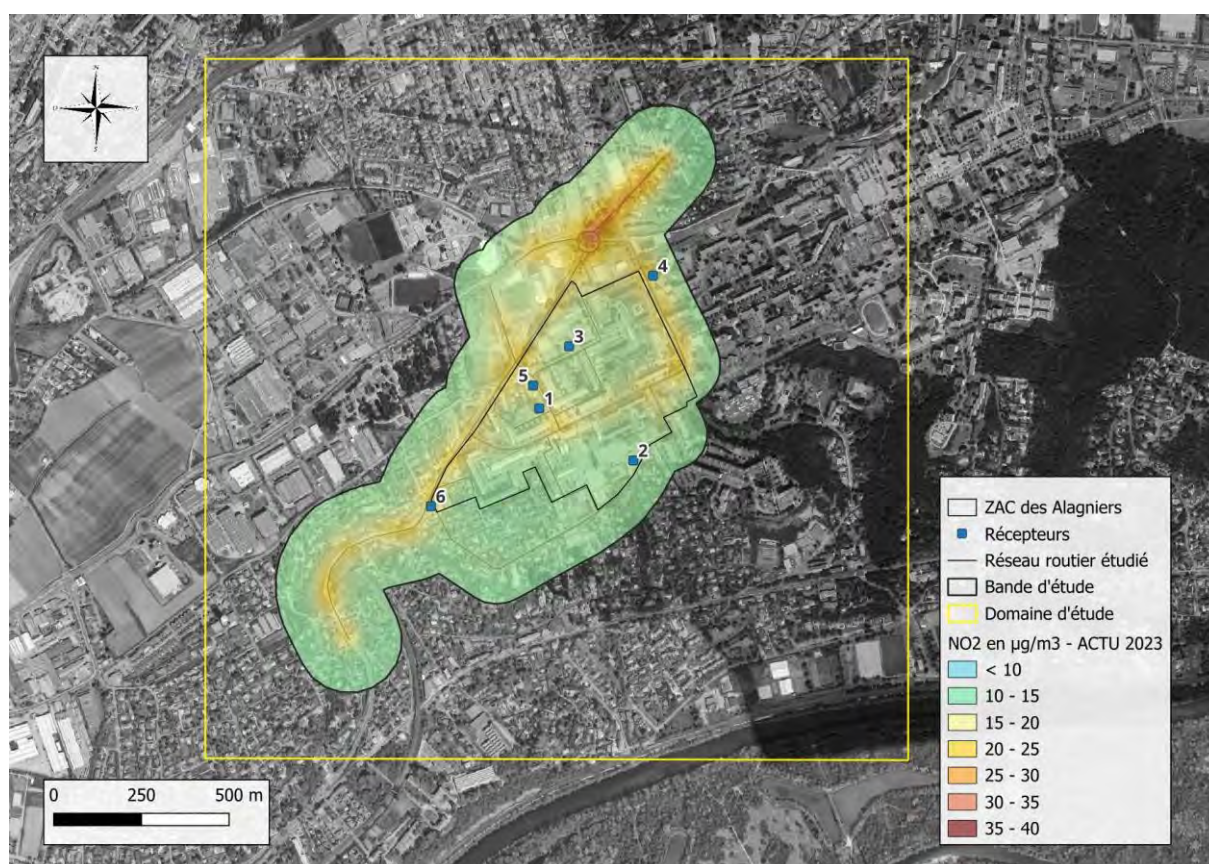 N
O
E
S
4
3
5
1
2
6
ZAC des Alagniers
Récepteurs
Réseau routier étudié
Bande d'étude
Domaine d'étude
NO2 en µg/m3 - ACTU 2023
< 10
10 - 15
15 - 20
20 - 25
25 - 30
30 - 35
35 - 40
0 250 500 m